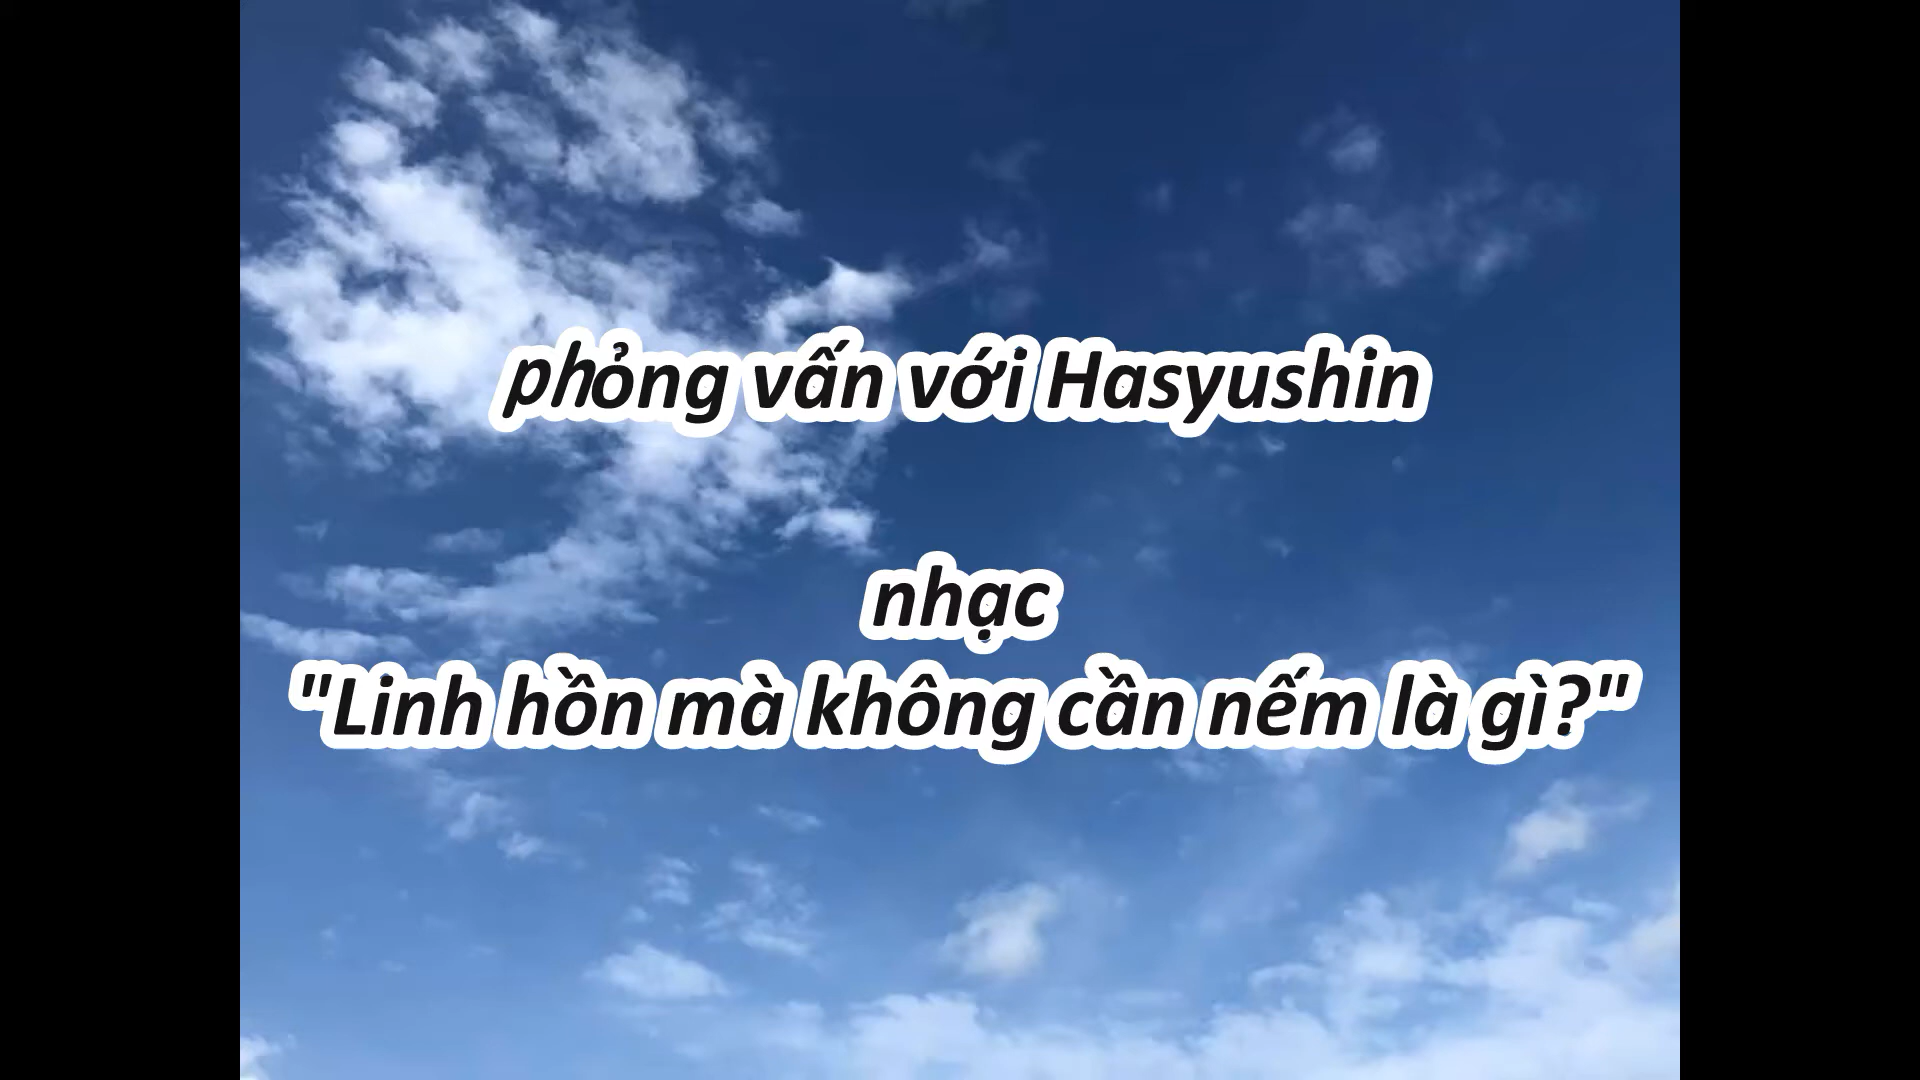 phỏng vấn với Hasyushin
nhạc
"Linh hồn mà không cần nếm là gì?"